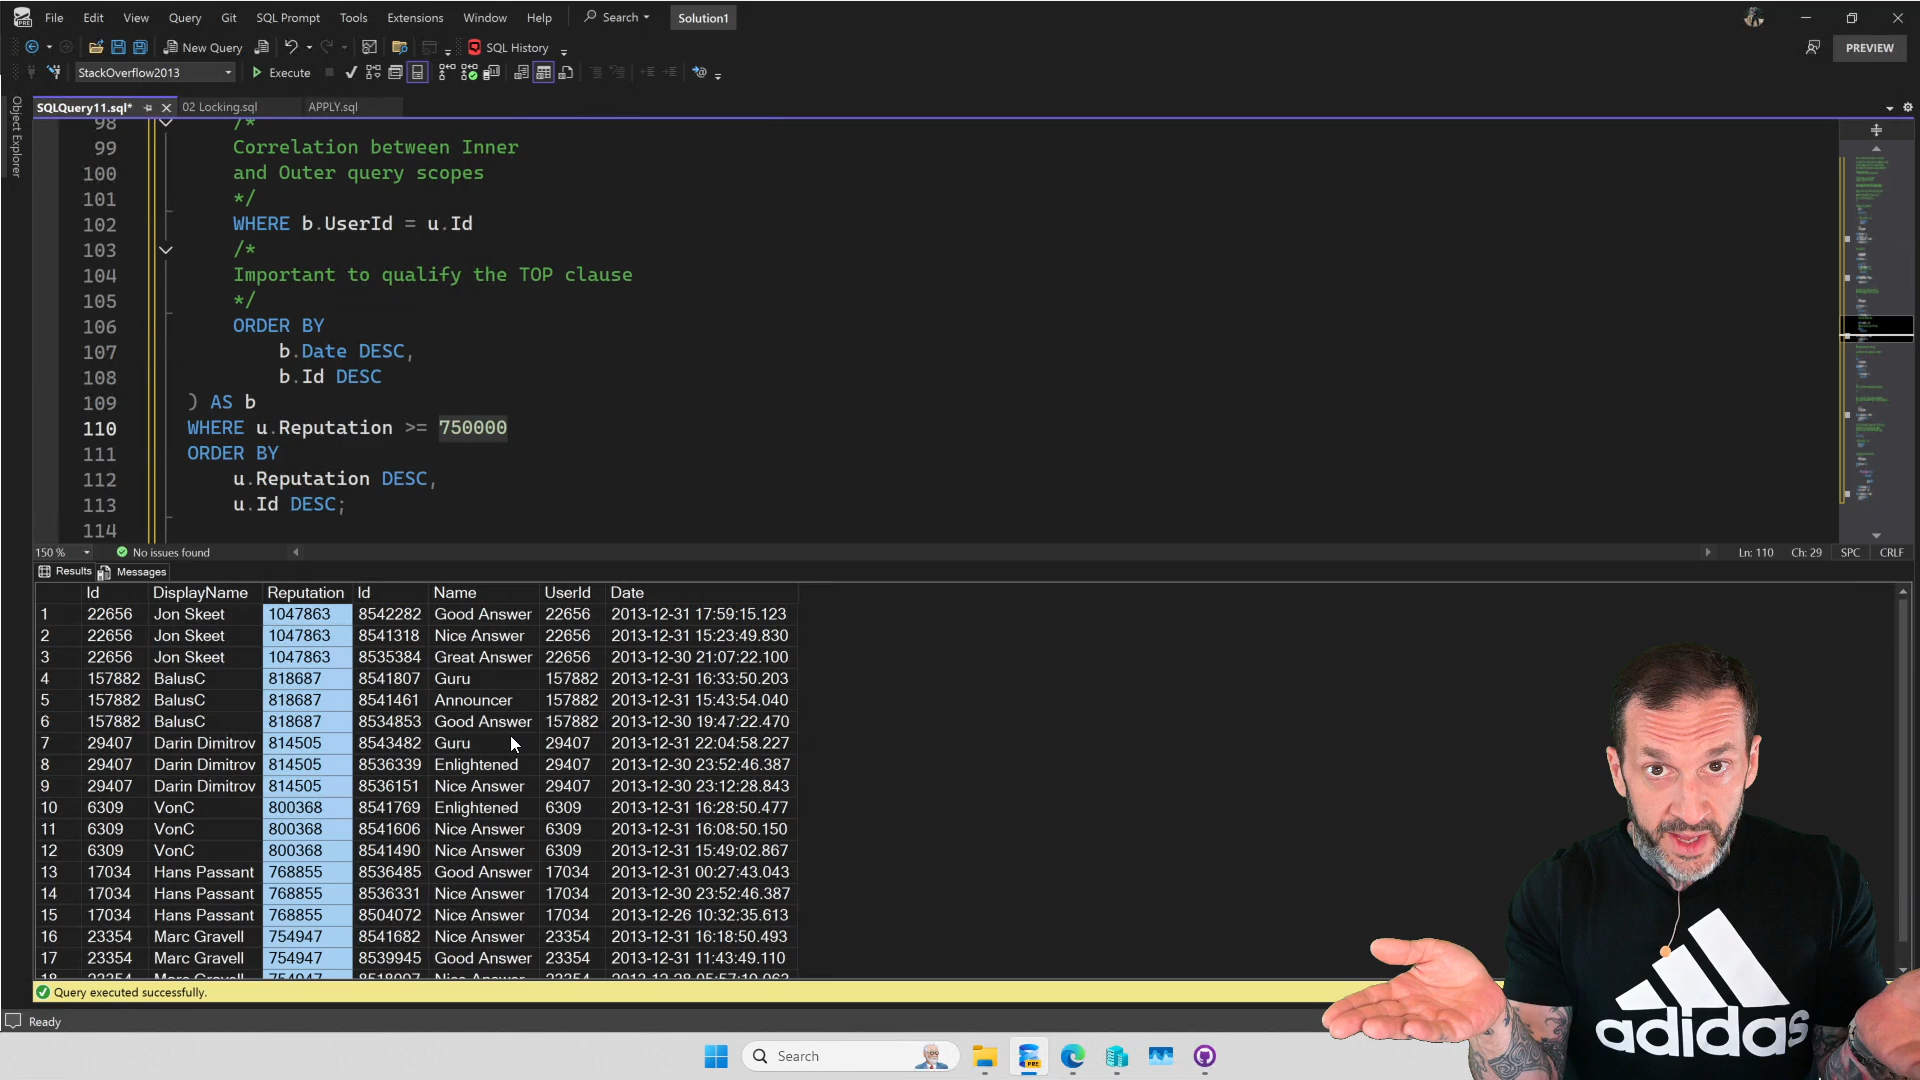 File Edit View Query Git SQL Prompt Tools Extensions Window Help Search Solution1
New Query SQL History PREVIEW
StackOverflow2013 Execute
SQLQuery11.sql* 02 Locking.sql APPLY.sql
Object Explorer
98 /*
99 Correlation between Inner
100 and Outer query scopes
101 */
102 WHERE b.UserId = u.Id
103 /*
104 Important to qualify the TOP clause
105 */
106 ORDER BY
107 b.Date DESC,
108 b.Id DESC
109 ) AS b
110 WHERE u.Reputation >= 750000
111 ORDER BY
112 u.Reputation DESC,
113 u.Id DESC;
114
150 % No issues found Ln: 110 Ch: 29 SPC CRLF
Results Messages
Id DisplayName Reputation Id Name UserId Date
1 22656 Jon Skeet 1047863 8542282 Good Answer 22656 2013-12-31 17:59:15.123
2 22656 Jon Skeet 1047863 8541318 Nice Answer 22656 2013-12-31 15:23:49.830
3 22656 Jon Skeet 1047863 8535384 Great Answer 22656 2013-12-30 21:07:22.100
4 157882 BalusC 818687 8541807 Guru 157882 2013-12-31 16:33:50.203
5 157882 BalusC 818687 8541461 Announcer 157882 2013-12-31 15:43:54.040
6 157882 BalusC 818687 8534853 Good Answer 157882 2013-12-30 19:47:22.470
7 29407 Darin Dimitrov 814505 8543482 Guru 29407 2013-12-31 22:04:58.227
8 29407 Darin Dimitrov 814505 8536339 Enlightened 29407 2013-12-30 23:52:46.387
9 29407 Darin Dimitrov 814505 8536151 Nice Answer 29407 2013-12-30 23:12:28.843
10 6309 VonC 800368 8541769 Enlightened 6309 2013-12-31 16:28:50.477
11 6309 VonC 800368 8541606 Nice Answer 6309 2013-12-31 16:08:50.150
12 6309 VonC 800368 8541490 Nice Answer 6309 2013-12-31 15:49:02.867
13 17034 Hans Passant 768855 8536485 Good Answer 17034 2013-12-31 00:27:43.043
14 17034 Hans Passant 768855 8536331 Nice Answer 17034 2013-12-30 23:52:46.387
15 17034 Hans Passant 768855 8504072 Nice Answer 17034 2013-12-26 10:32:35.613
16 23354 Marc Gravell 754947 8541682 Nice Answer 23354 2013-12-31 16:18:50.493
17 23354 Marc Gravell 754947 8539945 Good Answer 23354 2013-12-31 11:43:49.110
Query executed successfully.
Ready
Search
adidas